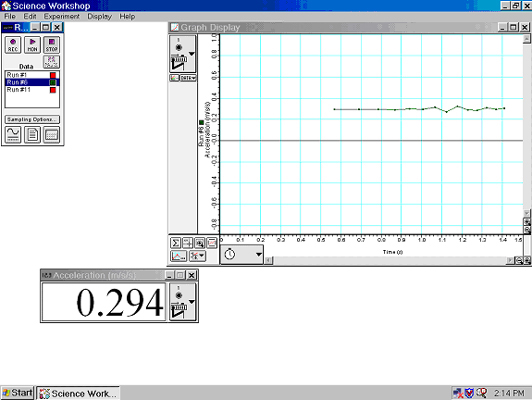 Science Workshop
File Edit Experiment Display Help
R...
REC MON STOP
Data
Run #1
Run #6
Run #11
Sampling Options...
Graph Display
1
DATA
Run #6
Acceleration (m/s/s)
1.0
0.8
0.6
0.4
0.2
-0.0
-0.2
-0.4
-0.6
-0.8
0 0.1 0.2 0.3 0.4 0.5 0.6 0.7 0.8 0.9 1.0 1.1 1.2 1.3 1.4 1.5
Time (s)
Acceleration (m/s/s)
0.294
1
Start Science Work... 2:14 PM